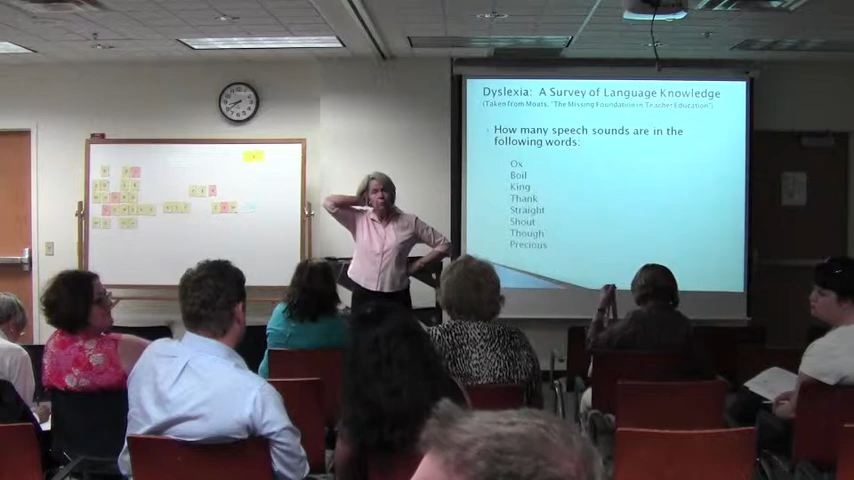 Dyslexia: A Survey of Language Knowledge
(Taken from Moats, "The Missing Foundation in Teacher Education")
How many speech sounds are in the
following words:
Ox
Boil
King
Thank
Straight
Shout
Though
Precious